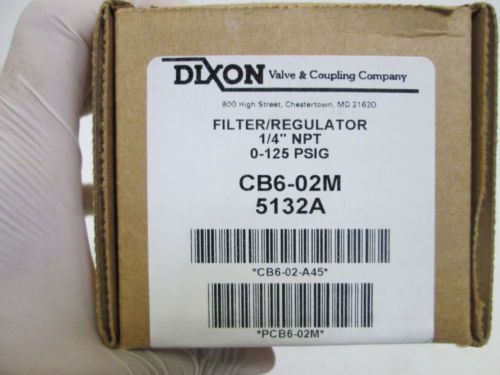 DIXON Valve & Coupling Company
800 High Street, Chestertown, MD 21620
FILTER/REGULATOR
1/4" NPT
0-125 PSIG
CB6-02M
5132A
*CB6-02-A45*
*PCB6-02M*